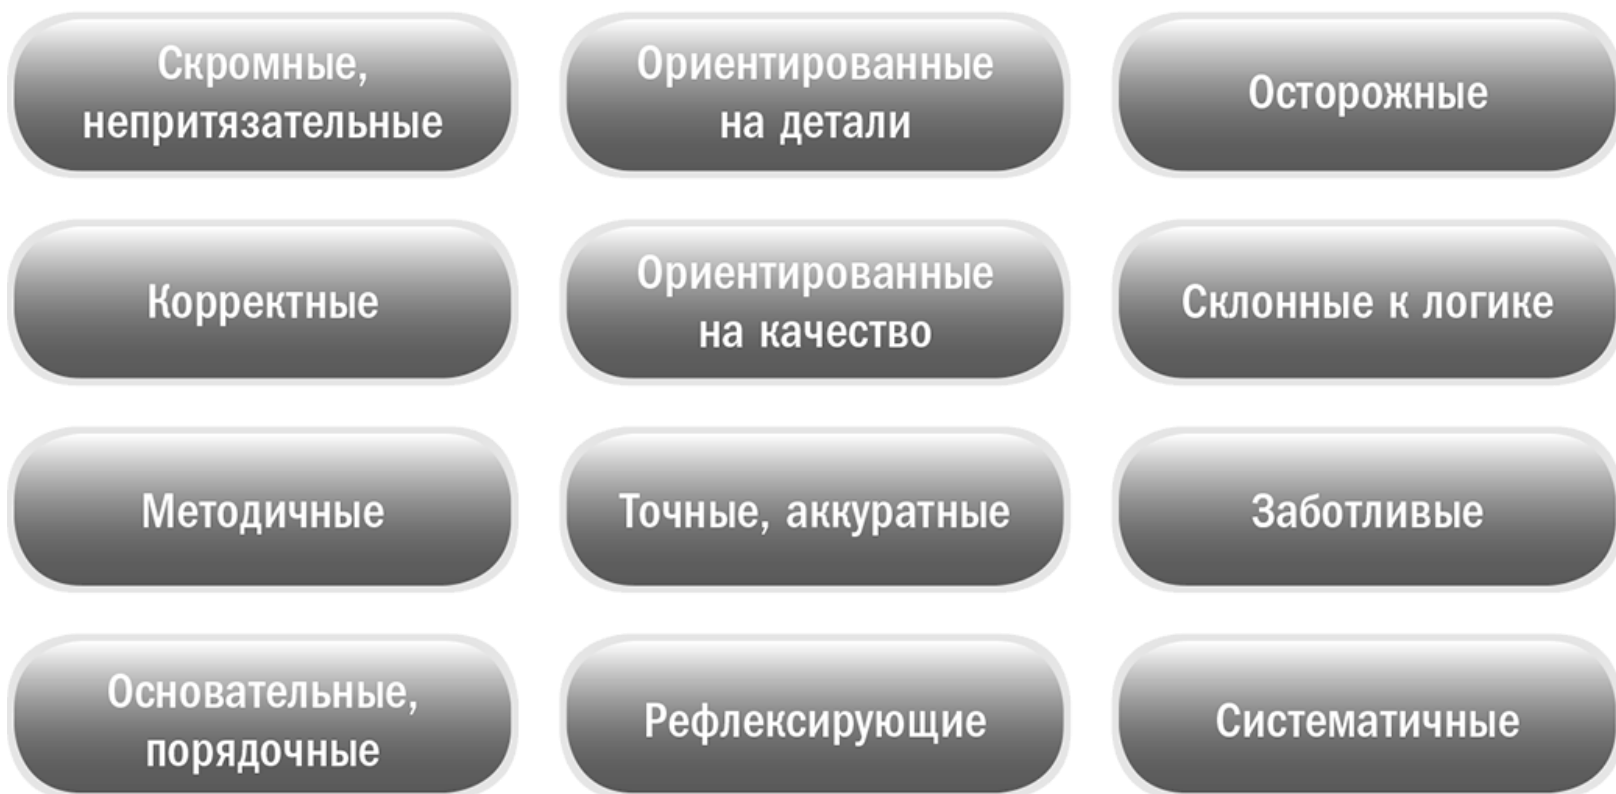 Скромные,
непритязательные
Ориентированные
на детали
Осторожные
Корректные
Ориентированные
на качество
Склонные к логике
Методичные
Точные, аккуратные
Заботливые
Основательные,
порядочные
Рефлексирующие
Систематичные